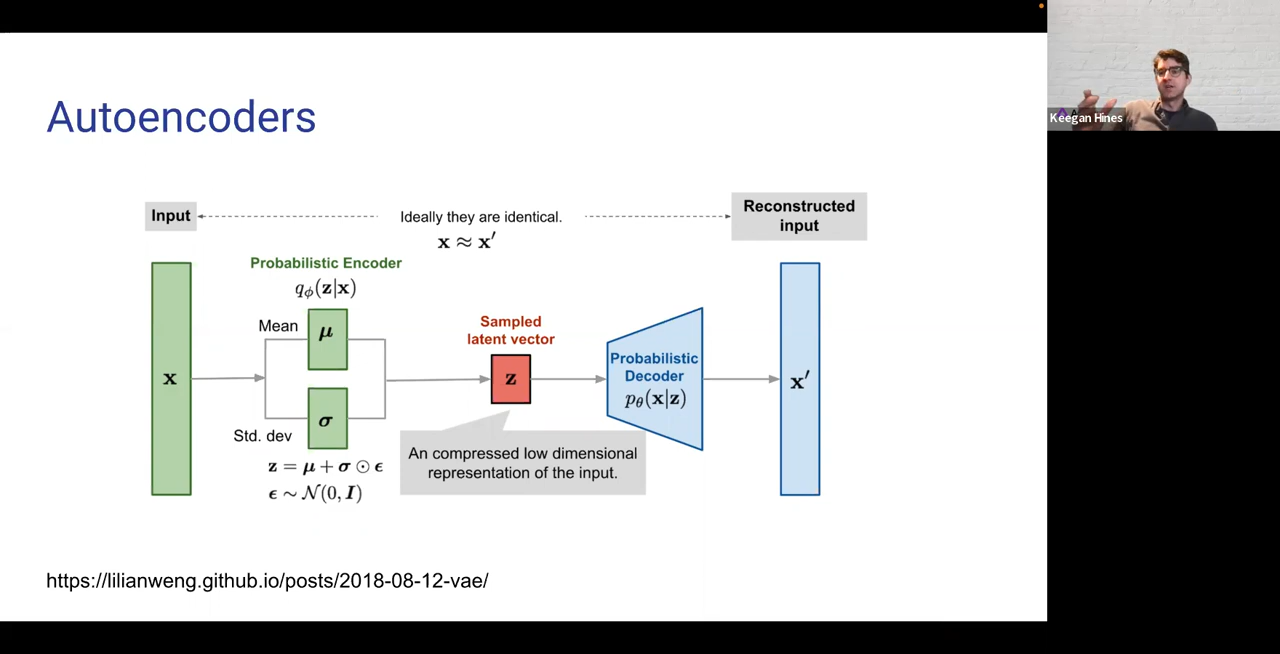 Autoencoders
Input
Ideally they are identical.
x ≈ x′
Reconstructed
input
Probabilistic Encoder
qϕ(z|x)
Mean
μ
x
Std. dev
σ
z = μ + σ ⊙ ϵ
ϵ ∼ 𝒩(0, I)
Sampled
latent vector
z
An compressed low dimensional
representation of the input.
Probabilistic
Decoder
pθ(x|z)
x′
https://lilianweng.github.io/posts/2018-08-12-vae/
Keegan Hines